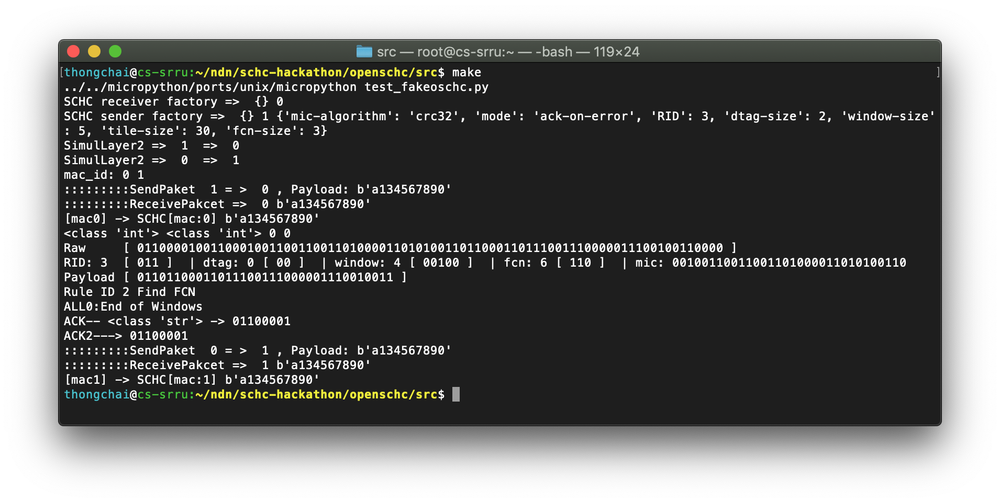 src — root@cs-srru:~ — -bash — 119×24
[thongchai@cs-srru:~/ndn/schc-hackathon/openschc/src$ make ]
../../micropython/ports/unix/micropython test_fakeoschc.py
SCHC receiver factory =>  {} 0
SCHC sender factory =>  {} 1 {'mic-algorithm': 'crc32', 'mode': 'ack-on-error', 'RID': 3, 'dtag-size': 2, 'window-size'
: 5, 'tile-size': 30, 'fcn-size': 3}
SimulLayer2 =>  1  =>  0
SimulLayer2 =>  0  =>  1
mac_id: 0 1
:::::::::SendPaket  1 = >  0 , Payload: b'a134567890'
:::::::::ReceivePakcet =>  0 b'a134567890'
[mac0] -> SCHC[mac:0] b'a134567890'
<class 'int'> <class 'int'> 0 0
Raw     [ 01100001001100010011001100110100001101010011011000110111001110000011100100110000 ]
RID: 3  [ 011 ]  | dtag: 0 [ 00 ]  | window: 4 [ 00100 ]  | fcn: 6 [ 110 ]  | mic: 00100110011001101000011010100110
Payload [ 01101100011011100111000001110010011 ]
Rule ID 2 Find FCN
ALL0:End of Windows
ACK-- <class 'str'> -> 01100001
ACK2---> 01100001
:::::::::SendPaket  0 = >  1 , Payload: b'a134567890'
:::::::::ReceivePakcet =>  1 b'a134567890'
[mac1] -> SCHC[mac:1] b'a134567890'
thongchai@cs-srru:~/ndn/schc-hackathon/openschc/src$